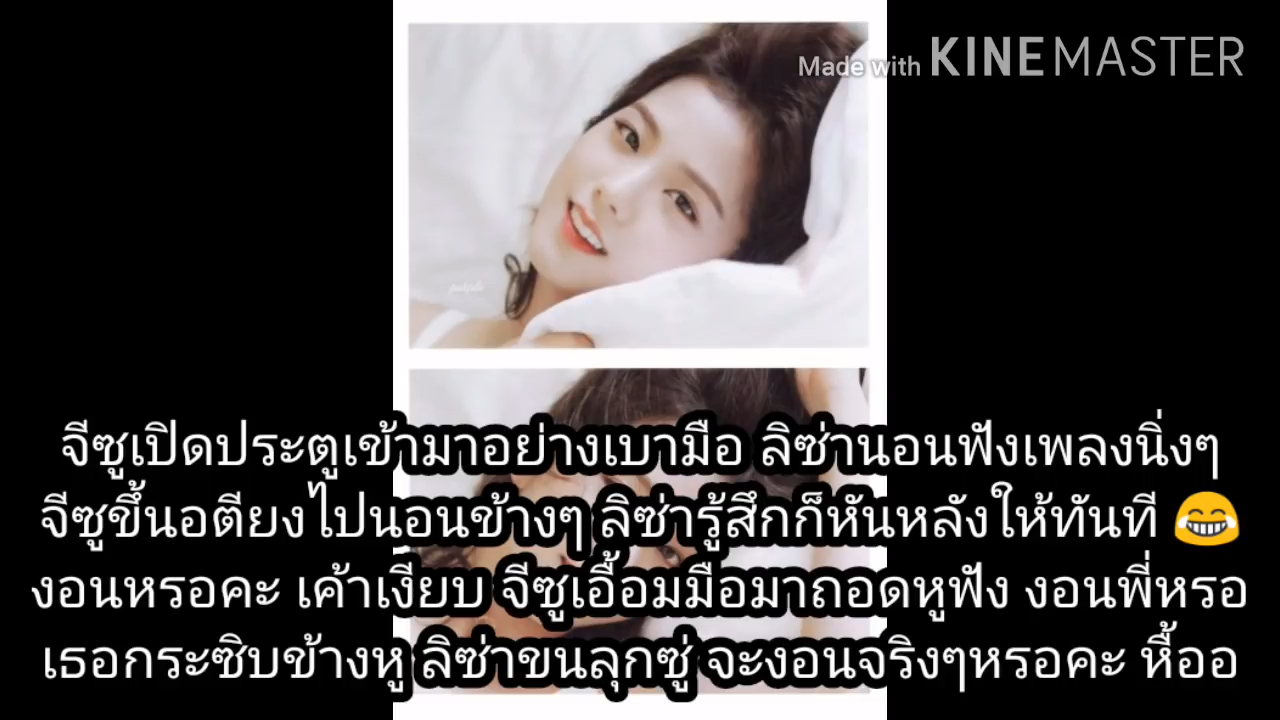 Made with KINEMASTER
จีซูเปิดประตูเข้ามาอย่างเบามือ ลิซ่านอนฟังเพลงนิ่งๆ
จีซูขึ้นอตียงไปนอนข้างๆ ลิซ่ารู้สึกก็หันหลังให้ทันที 😂
งอนหรอคะ เค้าเงียบ จีซูเอื้อมมือมาถอดหูฟัง งอนพี่หรอ
เธอกระซิบข้างหู ลิซ่าขนลุกซู่ จะงอนจริงๆหรอคะ หื้ออ